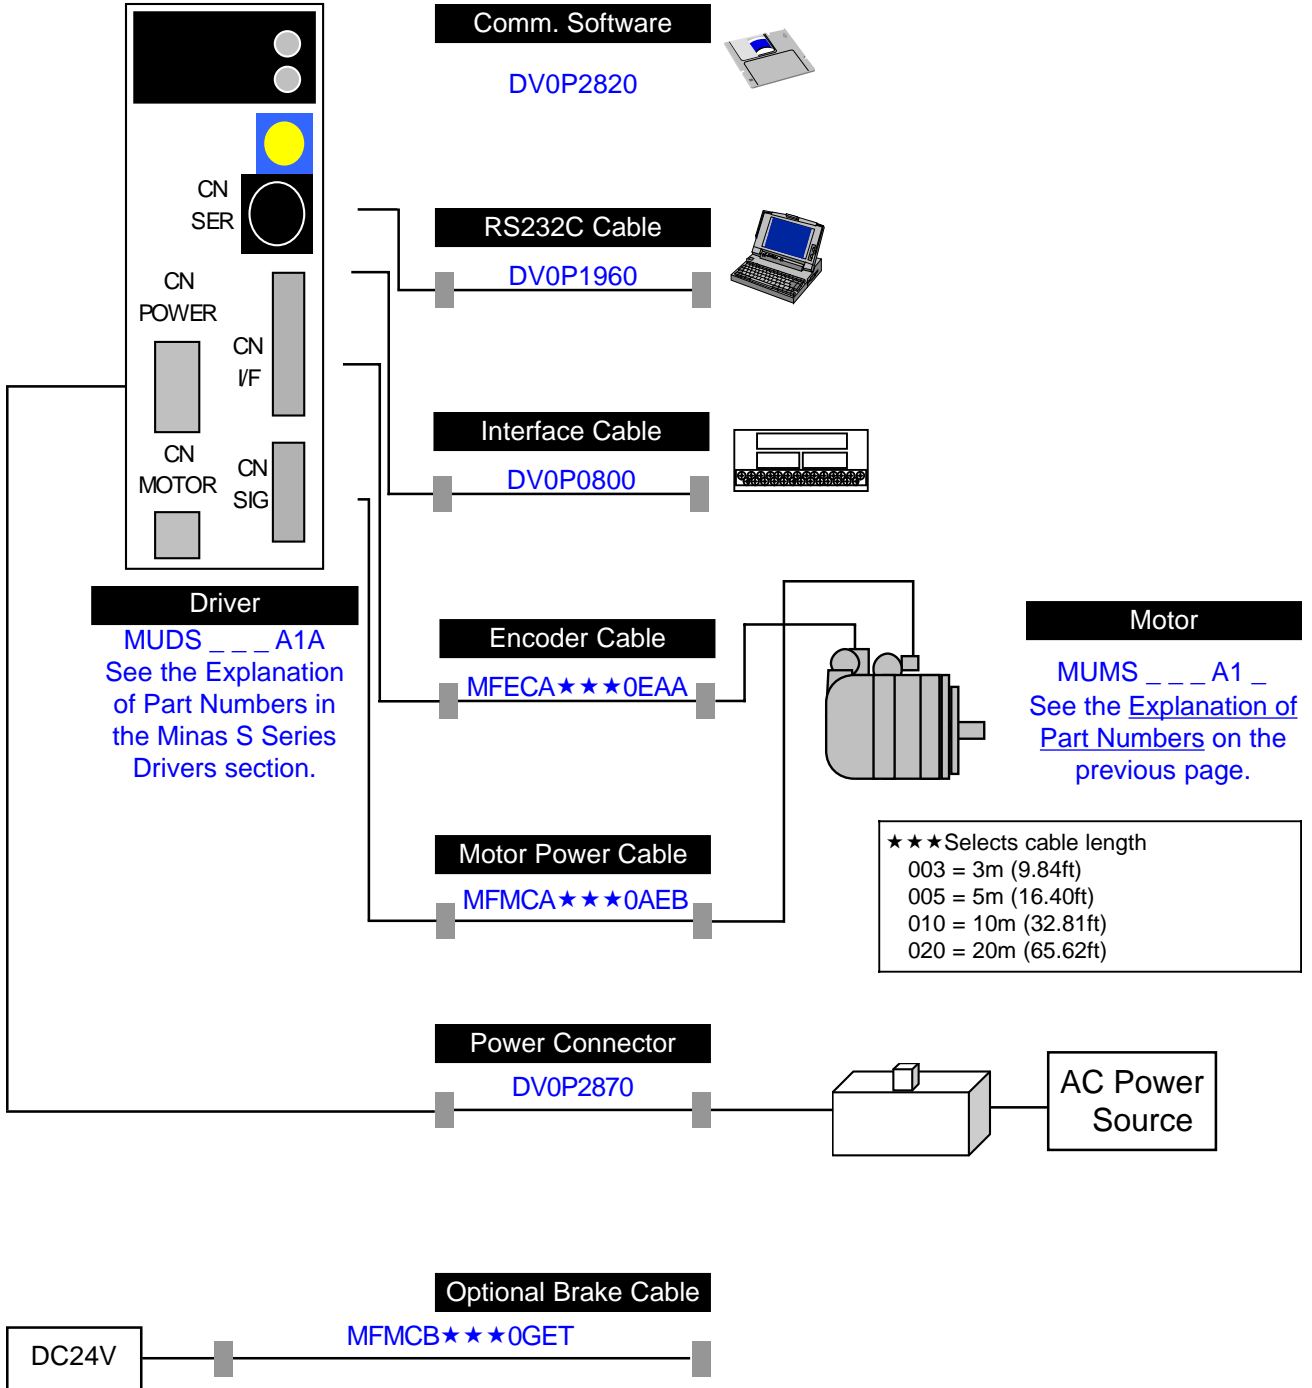 Comm. Software
DV0P2820
CN
SER
RS232C Cable
DV0P1960
CN
POWER
CN
I/F
Interface Cable
DV0P0800
CN
MOTOR
CN
SIG
Driver
MUDS _ _ _ A1A
See the Explanation
of Part Numbers in
the Minas S Series
Drivers section.
Encoder Cable
MFECA★★★0EAA
Motor
MUMS _ _ _ A1 _
See the Explanation of
Part Numbers on the
previous page.
Motor Power Cable
MFMCA★★★0AEB
★★★Selects cable length
003 = 3m (9.84ft)
005 = 5m (16.40ft)
010 = 10m (32.81ft)
020 = 20m (65.62ft)
Power Connector
DV0P2870
AC Power
Source
Optional Brake Cable
MFMCB★★★0GET
DC24V